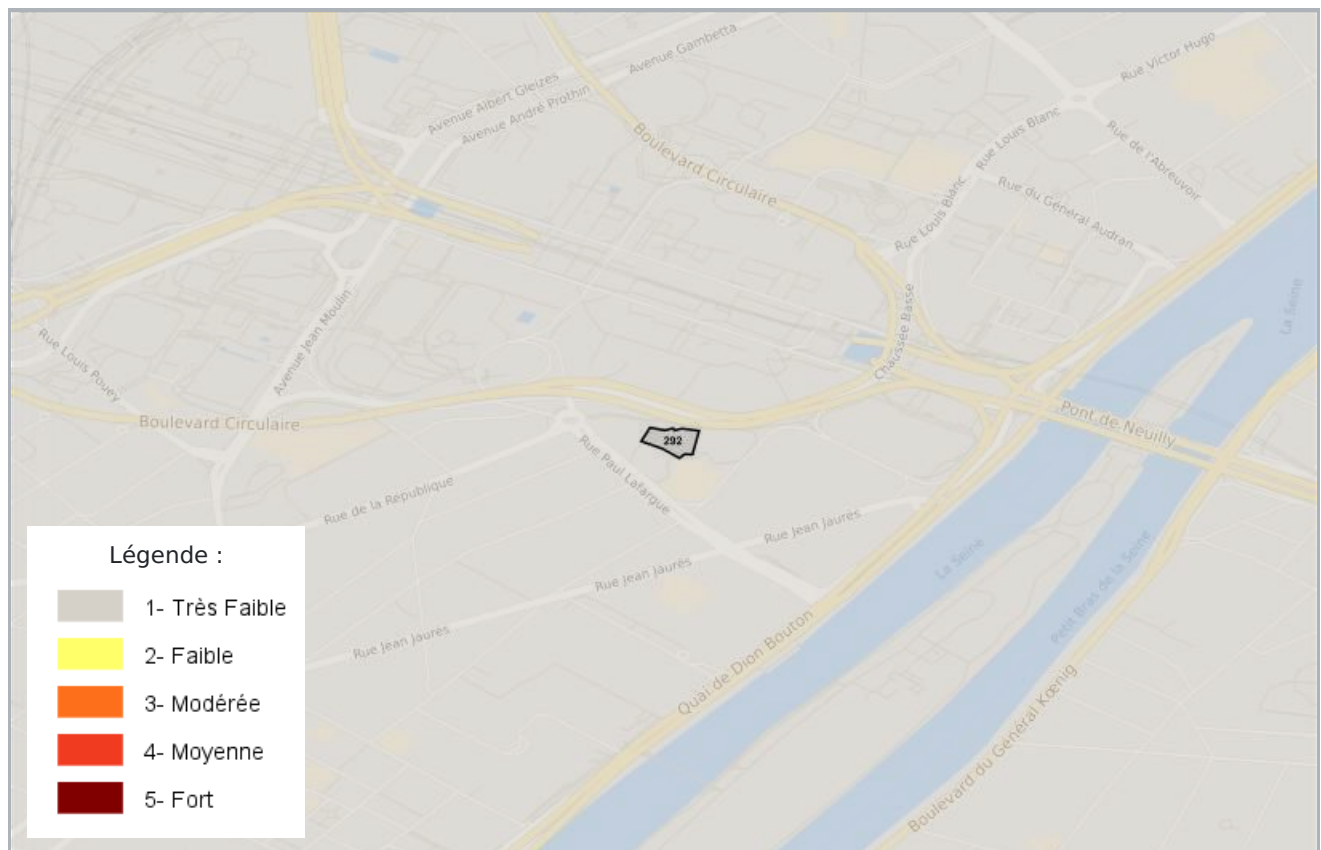 Avenue Gambetta
Rue Victor Hugo
Avenue Albert Gleizes
Avenue André Prothin
Boulevard Circulaire
Rue Louis Blanc
Rue de l'Abreuvoir
Rue Louis Blanc
Rue du Général Audran
La Seine
Avenue Jean Moulin
Chaussée Basse
Rue Louis Pouey
Boulevard Circulaire
Pont de Neuilly
292
Rue Paul Lafargue
Rue de la République
Rue Jean Jaurès
La Seine
Petit Bras de la Seine
Rue Jean Jaurès
Rue Jean Jaurès
Quai de Dion Bouton
Boulevard du Général Kœnig
Légende :
1- Très Faible
2- Faible
3- Modérée
4- Moyenne
5- Fort